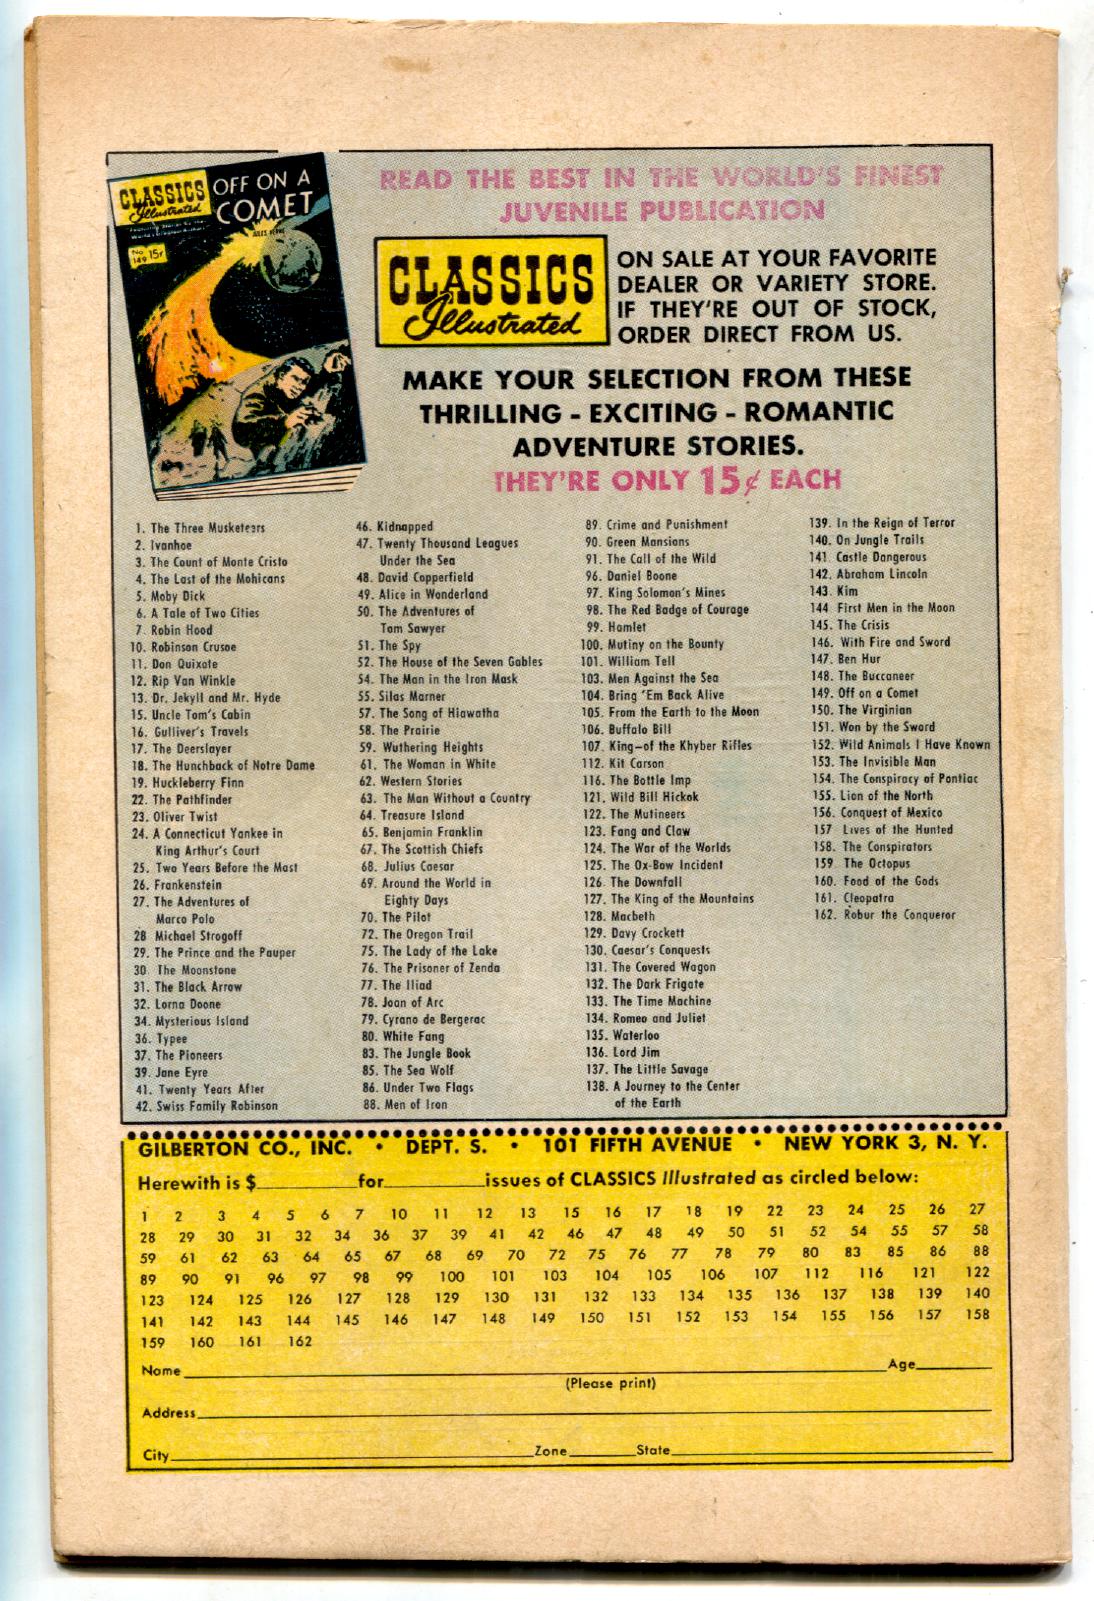 CLASSICS
Illustrated
OFF ON A
COMET
JULES VERNE
No. 149
15¢
READ THE BEST IN THE WORLD'S FINEST
JUVENILE PUBLICATION
CLASSICS
Illustrated
ON SALE AT YOUR FAVORITE
DEALER OR VARIETY STORE.
IF THEY'RE OUT OF STOCK,
ORDER DIRECT FROM US.
MAKE YOUR SELECTION FROM THESE
THRILLING - EXCITING - ROMANTIC
ADVENTURE STORIES.
THEY'RE ONLY 15¢ EACH
1. The Three Musketeers
2. Ivanhoe
3. The Count of Monte Cristo
4. The Last of the Mohicans
5. Moby Dick
6. A Tale of Two Cities
7. Robin Hood
10. Robinson Crusoe
11. Don Quixote
12. Rip Van Winkle
13. Dr. Jekyll and Mr. Hyde
15. Uncle Tom's Cabin
16. Gulliver's Travels
17. The Deerslayer
18. The Hunchback of Notre Dame
19. Huckleberry Finn
22. The Pathfinder
23. Oliver Twist
24. A Connecticut Yankee in
King Arthur's Court
25. Two Years Before the Mast
26. Frankenstein
27. The Adventures of
Marco Polo
28 Michael Strogoff
29. The Prince and the Pauper
30. The Moonstone
31. The Black Arrow
32. Lorna Doone
34. Mysterious Island
36. Typee
37. The Pioneers
39. Jane Eyre
41. Twenty Years After
42. Swiss Family Robinson
46. Kidnapped
47. Twenty Thousand Leagues
Under the Sea
48. David Copperfield
49. Alice in Wonderland
50. The Adventures of
Tom Sawyer
51. The Spy
52. The House of the Seven Gables
54. The Man in the Iron Mask
55. Silas Marner
57. The Song of Hiawatha
58. The Prairie
59. Wuthering Heights
61. The Woman in White
62. Western Stories
63. The Man Without a Country
64. Treasure Island
65. Benjamin Franklin
67. The Scottish Chiefs
68. Julius Caesar
69. Around the World in
Eighty Days
70. The Pilot
72. The Oregon Trail
75. The Lady of the Lake
76. The Prisoner of Zenda
77. The Iliad
78. Joan of Arc
79. Cyrano de Bergerac
80. White Fang
83. The Jungle Book
85. The Sea Wolf
86. Under Two Flags
88. Men of Iron
89. Crime and Punishment
90. Green Mansions
91. The Call of the Wild
96. Daniel Boone
97. King Solomon's Mines
98. The Red Badge of Courage
99. Hamlet
100. Mutiny on the Bounty
101. William Tell
103. Men Against the Sea
104. Bring 'Em Back Alive
105. From the Earth to the Moon
106. Buffalo Bill
107. King—of the Khyber Rifles
112. Kit Carson
116. The Bottle Imp
121. Wild Bill Hickok
122. The Mutineers
123. Fang and Claw
124. The War of the Worlds
125. The Ox-Bow Incident
126. The Downfall
127. The King of the Mountains
128. Macbeth
129. Davy Crockett
130. Caesar's Conquests
131. The Covered Wagon
132. The Dark Frigate
133. The Time Machine
134. Romeo and Juliet
135. Waterloo
136. Lord Jim
137. The Little Savage
138. A Journey to the Center
of the Earth
139. In the Reign of Terror
140. On Jungle Trails
141. Castle Dangerous
142. Abraham Lincoln
143. Kim
144 First Men in the Moon
145. The Crisis
146. With Fire and Sword
147. Ben Hur
148. The Buccaneer
149. Off on a Comet
150. The Virginian
151. Won by the Sword
152. Wild Animals I Have Known
153. The Invisible Man
154. The Conspiracy of Pontiac
155. Lion of the North
156. Conquest of Mexico
157 Lives of the Hunted
158. The Conspirators
159. The Octopus
160. Food of the Gods
161. Cleopatra
162. Robur the Conqueror
GILBERTON CO., INC. • DEPT. S. • 101 FIFTH AVENUE • NEW YORK 3, N. Y.
Herewith is $ for issues of CLASSICS Illustrated as circled below:
1 2 3 4 5 6 7 10 11 12 13 15 16 17 18 19 22 23 24 25 26 27
28 29 30 31 32 34 36 37 39 41 42 46 47 48 49 50 51 52 54 55 57 58
59 61 62 63 64 65 67 68 69 70 72 75 76 77 78 79 80 83 85 86 88
89 90 91 96 97 98 99 100 101 103 104 105 106 107 112 116 121 122
123 124 125 126 127 128 129 130 131 132 133 134 135 136 137 138 139 140
141 142 143 144 145 146 147 148 149 150 151 152 153 154 155 156 157 158
159 160 161 162
Name Age
(Please print)
Address
City Zone State